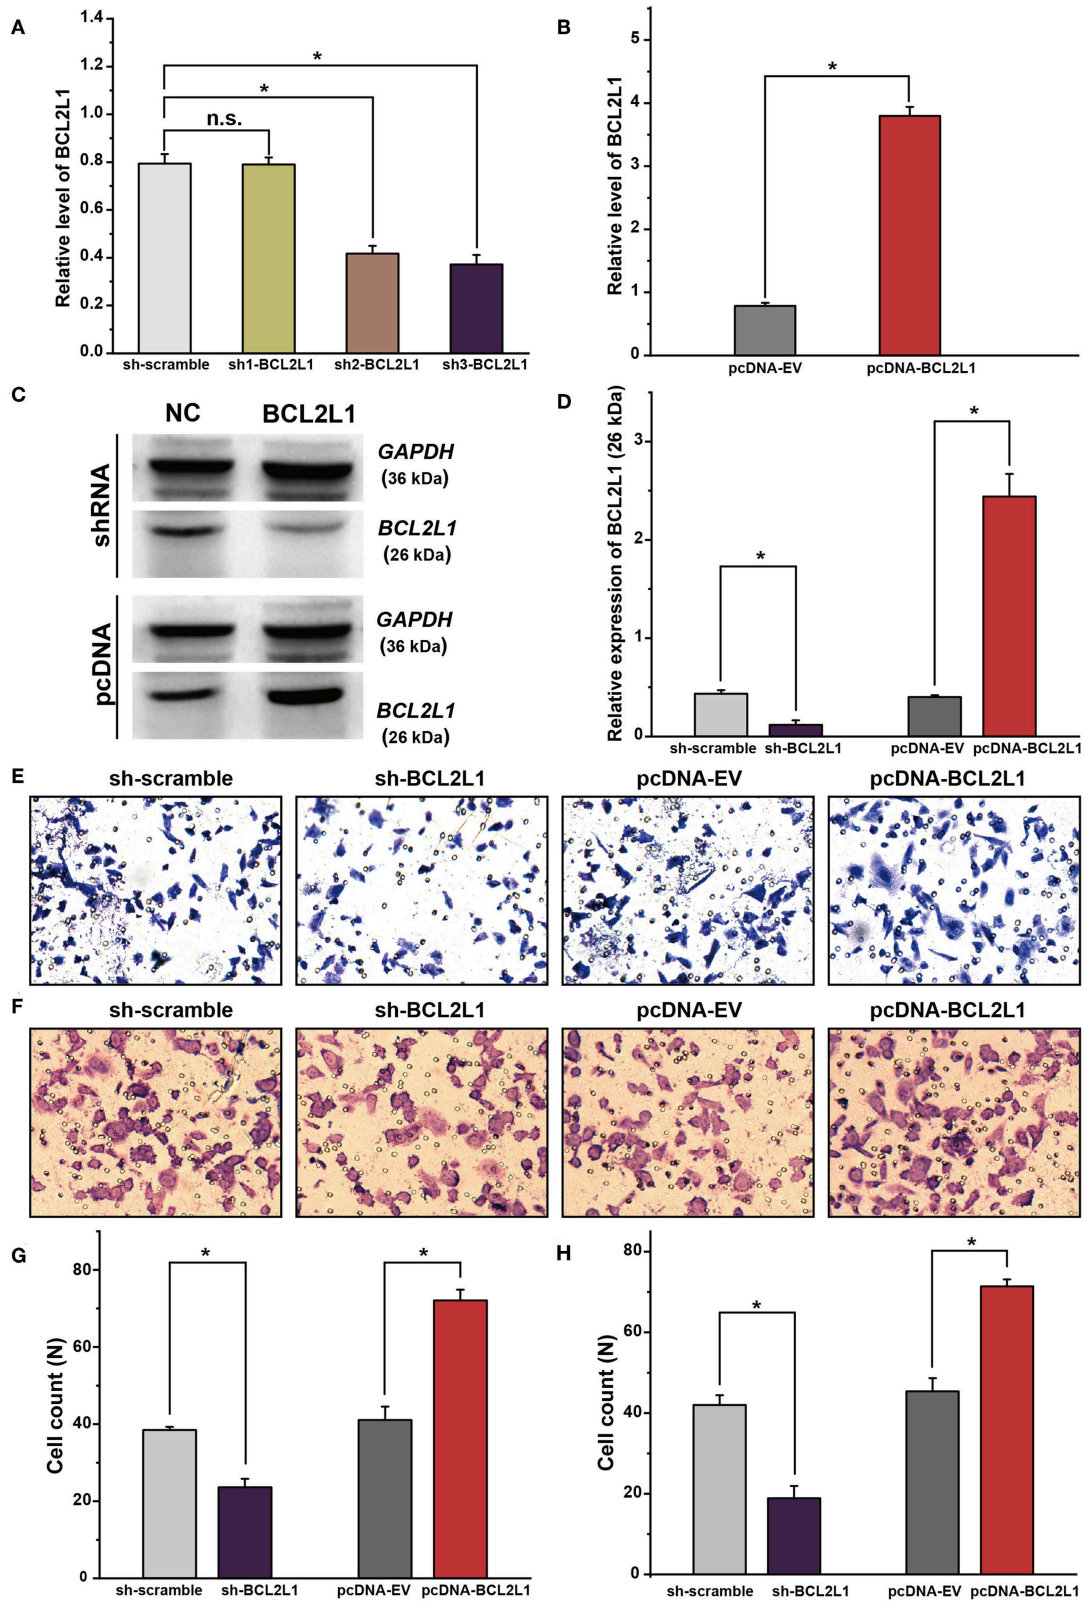 A
Relative level of BCL2L1
1.4
1.2
1.0
0.8
0.6
0.4
0.2
0.0
*
*
n.s.
sh-scramble sh1-BCL2L1 sh2-BCL2L1 sh3-BCL2L1
B
Relative level of BCL2L1
5
4
3
2
1
0
*
pcDNA-EV pcDNA-BCL2L1
C
NC BCL2L1
shRNA
GAPDH
(36 kDa)
BCL2L1
(26 kDa)
pcDNA
GAPDH
(36 kDa)
BCL2L1
(26 kDa)
D
Relative expression of BCL2L1 (26 kDa)
3
2
1
0
*
*
sh-scramble sh-BCL2L1 pcDNA-EV pcDNA-BCL2L1
E
sh-scramble sh-BCL2L1 pcDNA-EV pcDNA-BCL2L1
F
sh-scramble sh-BCL2L1 pcDNA-EV pcDNA-BCL2L1
G
Cell count (N)
80
60
40
20
0
*
*
sh-scramble sh-BCL2L1 pcDNA-EV pcDNA-BCL2L1
H
Cell count (N)
80
60
40
20
0
*
*
sh-scramble sh-BCL2L1 pcDNA-EV pcDNA-BCL2L1